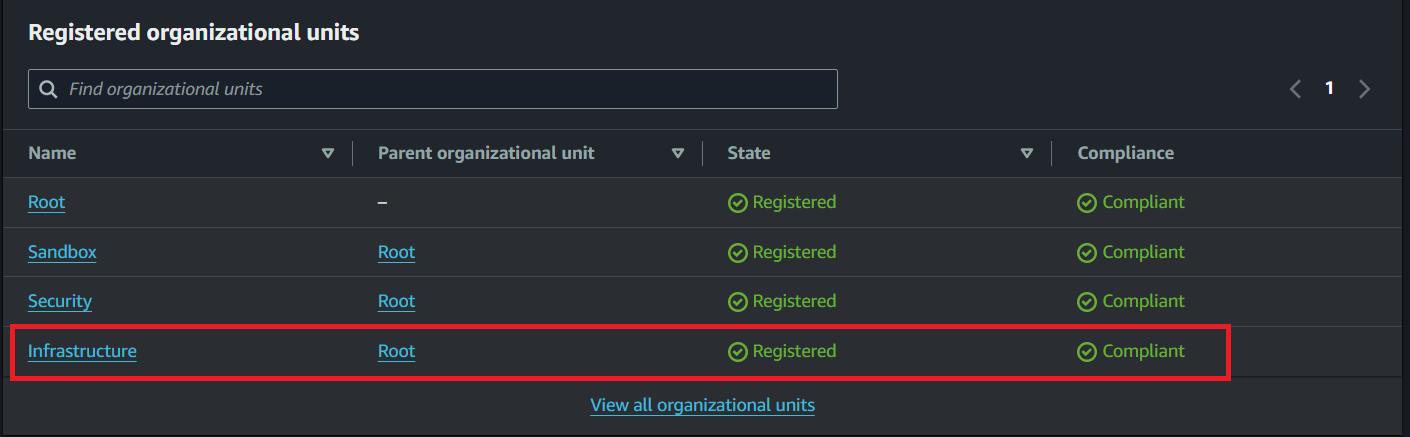 Registered organizational units
Find organizational units
1
Name Parent organizational unit State Compliance
Root – Registered Compliant
Sandbox Root Registered Compliant
Security Root Registered Compliant
Infrastructure Root Registered Compliant
View all organizational units